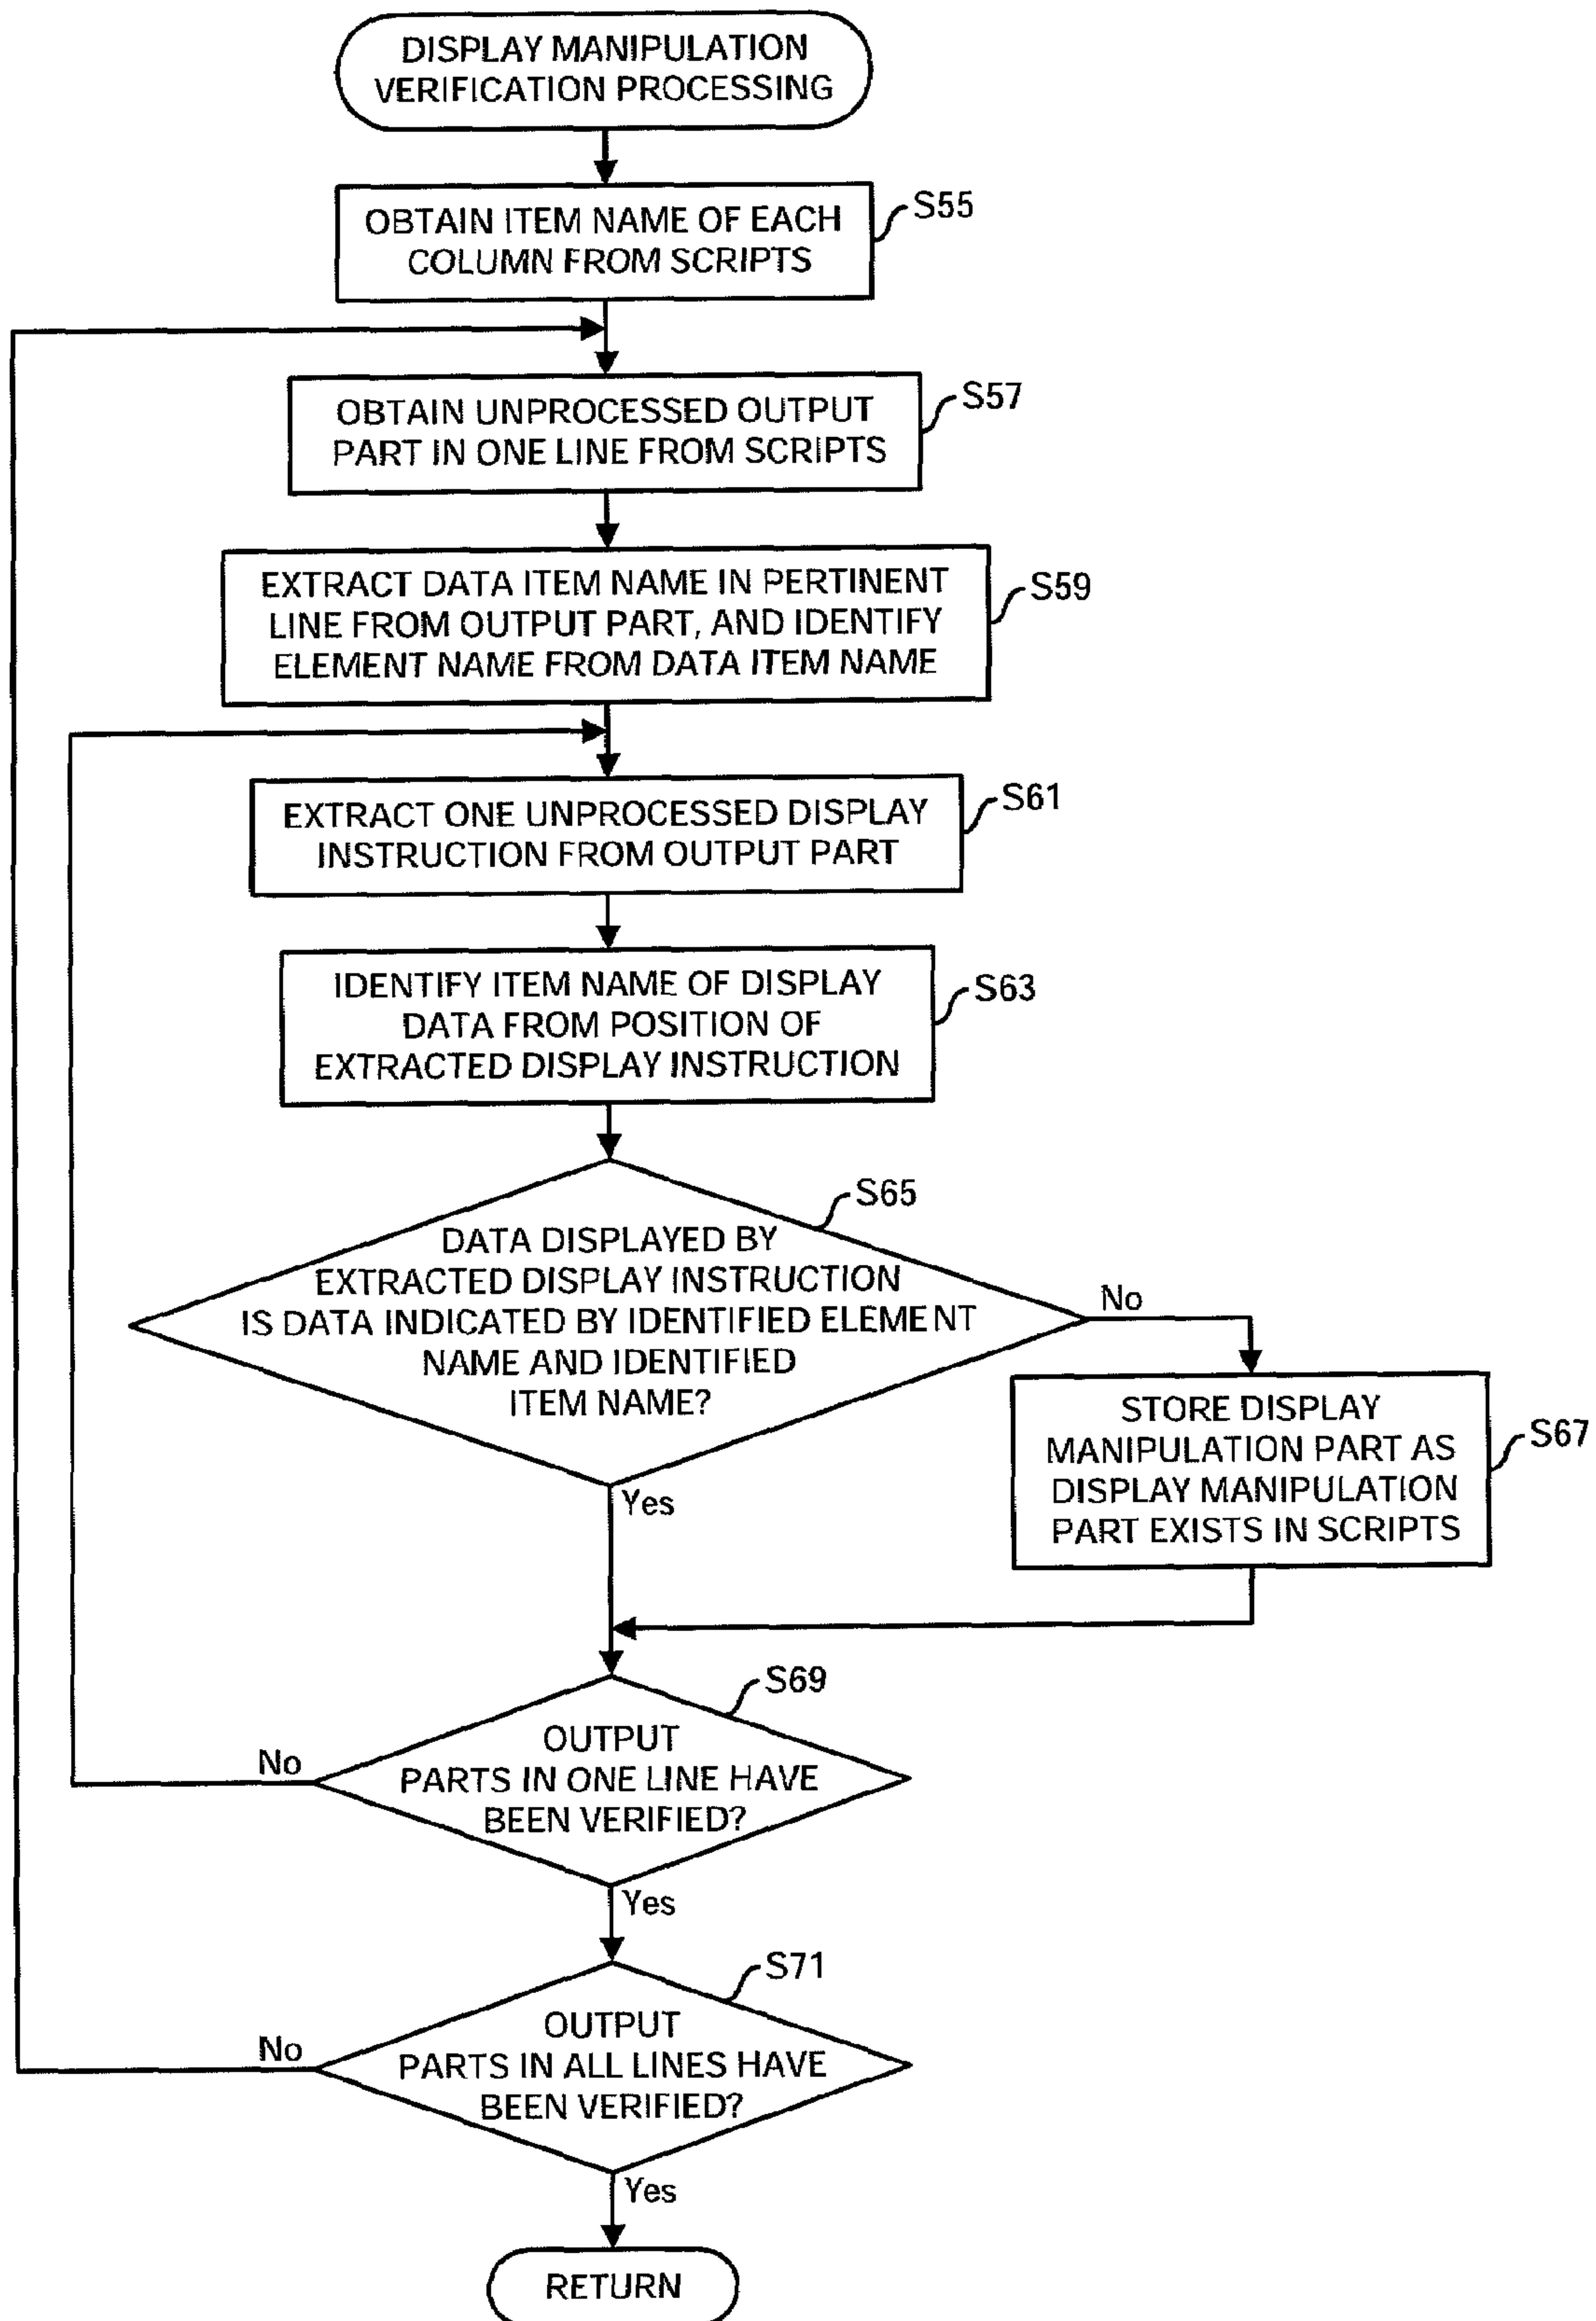 DISPLAY MANIPULATION
VERIFICATION PROCESSING
OBTAIN ITEM NAME OF EACH
COLUMN FROM SCRIPTS
S55
OBTAIN UNPROCESSED OUTPUT
PART IN ONE LINE FROM SCRIPTS
S57
EXTRACT DATA ITEM NAME IN PERTINENT
LINE FROM OUTPUT PART, AND IDENTIFY
ELEMENT NAME FROM DATA ITEM NAME
S59
EXTRACT ONE UNPROCESSED DISPLAY
INSTRUCTION FROM OUTPUT PART
S61
IDENTIFY ITEM NAME OF DISPLAY
DATA FROM POSITION OF
EXTRACTED DISPLAY INSTRUCTION
S63
S65
DATA DISPLAYED BY
EXTRACTED DISPLAY INSTRUCTION
IS DATA INDICATED BY IDENTIFIED ELEMENT
NAME AND IDENTIFIED
ITEM NAME?
No
Yes
STORE DISPLAY
MANIPULATION PART AS
DISPLAY MANIPULATION
PART EXISTS IN SCRIPTS
S67
S69
OUTPUT
PARTS IN ONE LINE HAVE
BEEN VERIFIED?
No
Yes
S71
OUTPUT
PARTS IN ALL LINES HAVE
BEEN VERIFIED?
No
Yes
RETURN